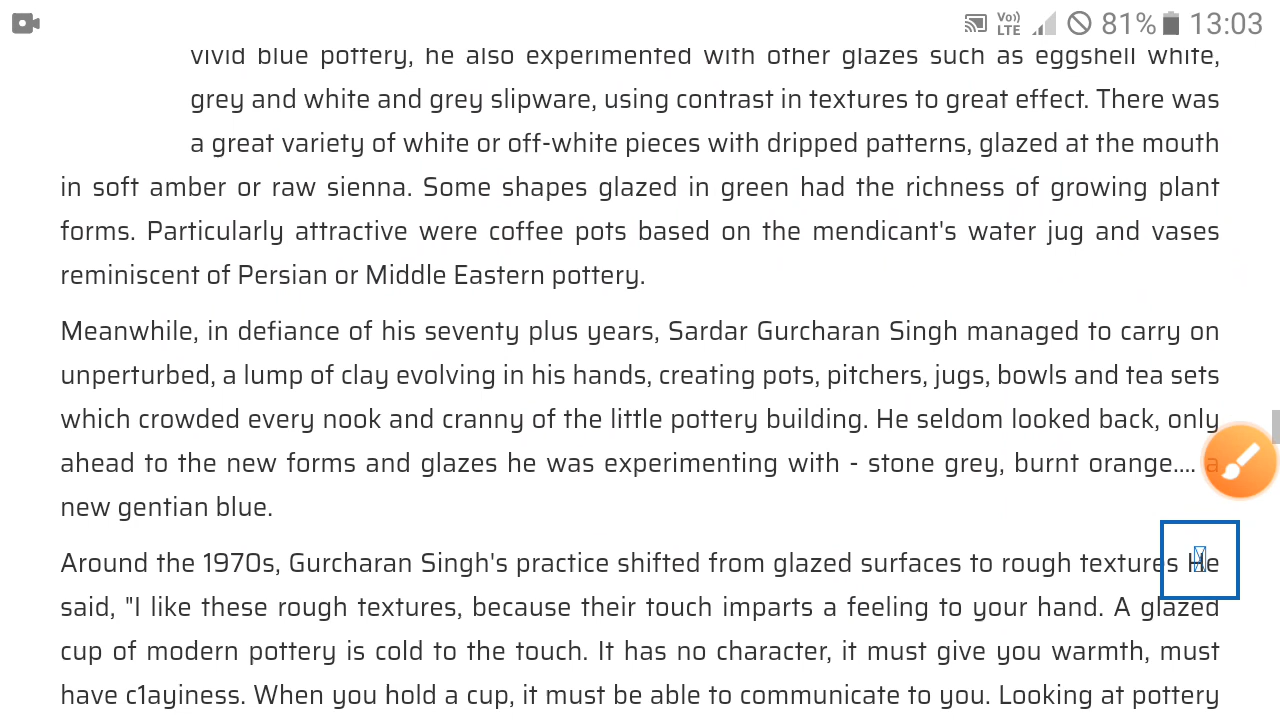 Vo) LTE 81% 13:03
vivid blue pottery, he also experimented with other glazes such as eggshell white,
grey and white and grey slipware, using contrast in textures to great effect. There was
a great variety of white or off-white pieces with dripped patterns, glazed at the mouth
in soft amber or raw sienna. Some shapes glazed in green had the richness of growing plant
forms. Particularly attractive were coffee pots based on the mendicant's water jug and vases
reminiscent of Persian or Middle Eastern pottery.
Meanwhile, in defiance of his seventy plus years, Sardar Gurcharan Singh managed to carry on
unperturbed, a lump of clay evolving in his hands, creating pots, pitchers, jugs, bowls and tea sets
which crowded every nook and cranny of the little pottery building. He seldom looked back, only
ahead to the new forms and glazes he was experimenting with - stone grey, burnt orange.... a
new gentian blue.
Around the 1970s, Gurcharan Singh's practice shifted from glazed surfaces to rough textures He
said, "I like these rough textures, because their touch imparts a feeling to your hand. A glazed
cup of modern pottery is cold to the touch. It has no character, it must give you warmth, must
have c1ayiness. When you hold a cup, it must be able to communicate to you. Looking at pottery